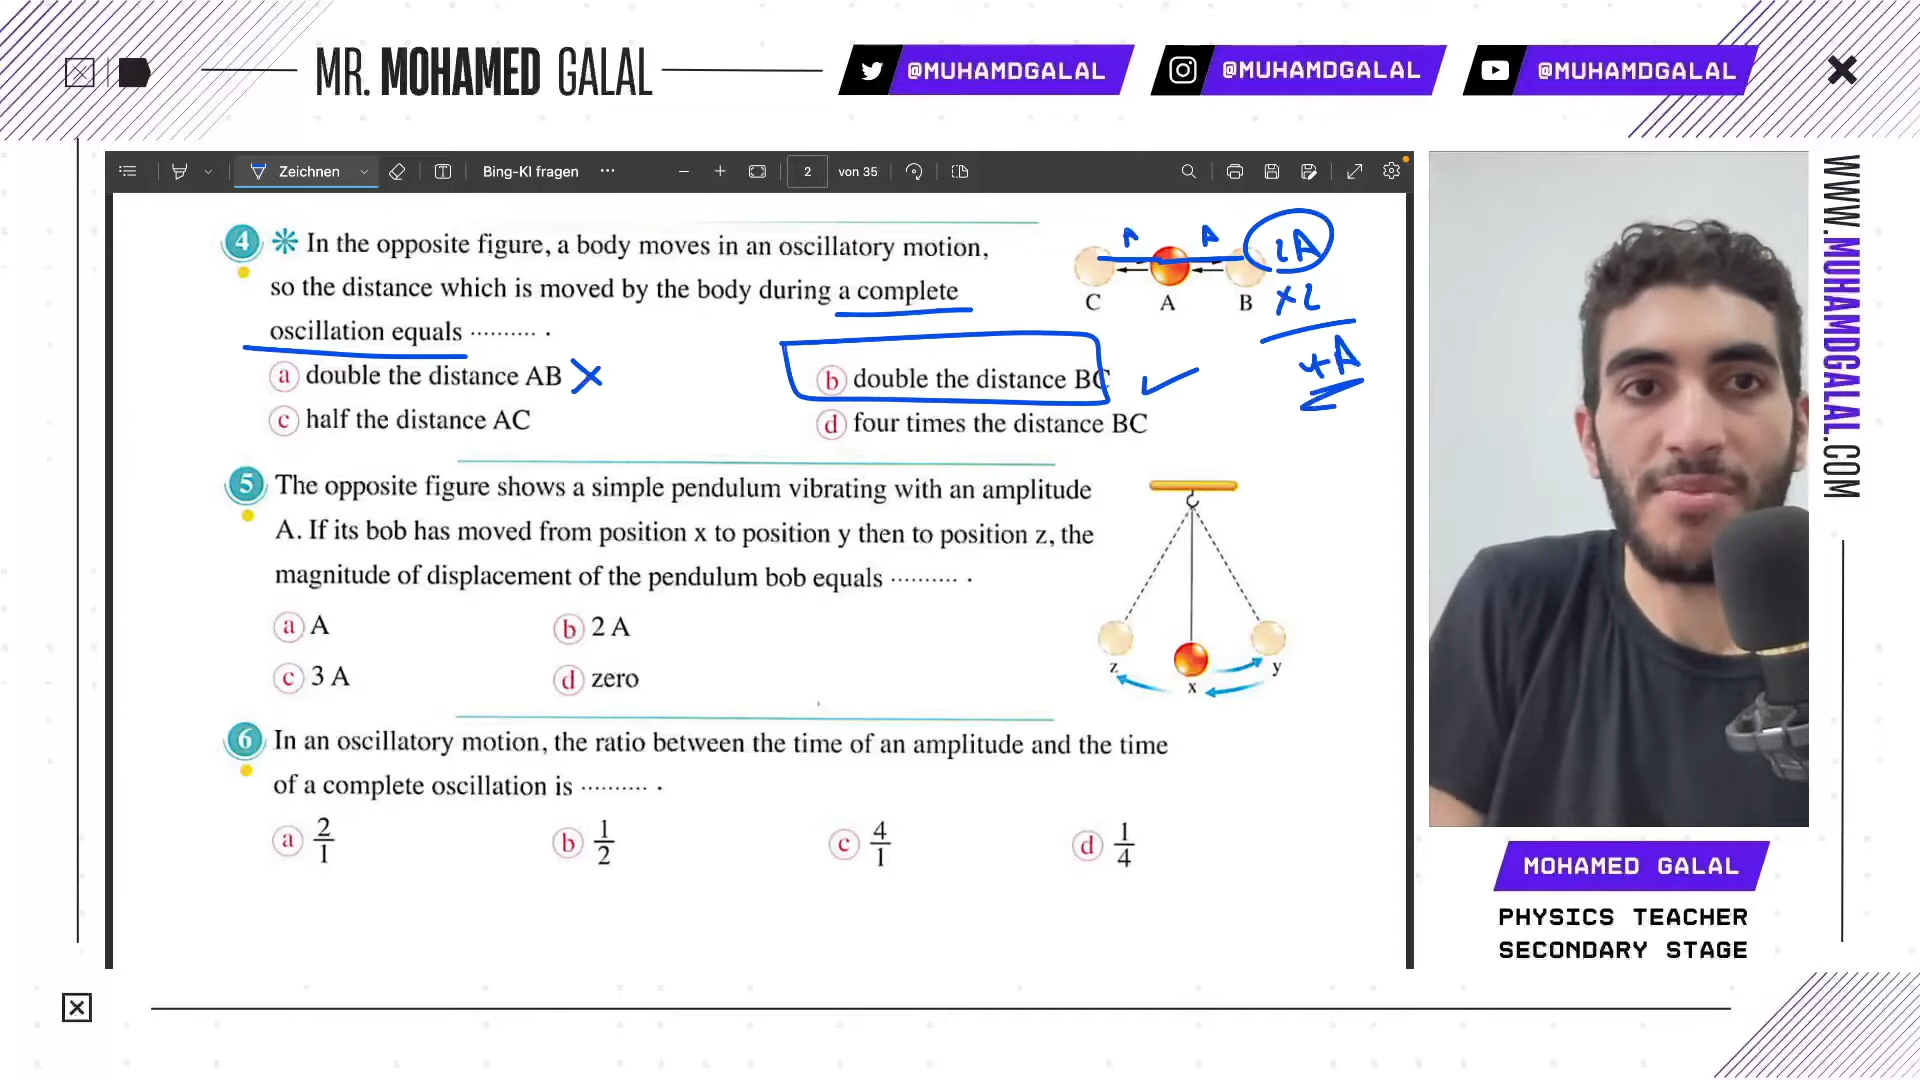 MR. MOHAMED GALAL
@MUHAMDGALAL
@MUHAMDGALAL
@MUHAMDGALAL
WWW.MUHAMDGALAL.COM
Zeichnen
Bing-KI fragen
2 von 35
4 In the opposite figure, a body moves in an oscillatory motion,
so the distance which is moved by the body during a complete
oscillation equals .......... .
a double the distance AB
b double the distance BC
c half the distance AC
d four times the distance BC
A A
C A B
2A
×2
4A
5 The opposite figure shows a simple pendulum vibrating with an amplitude
A. If its bob has moved from position x to position y then to position z, the
magnitude of displacement of the pendulum bob equals .......... .
a A
b 2 A
c 3 A
d zero
z x y
6 In an oscillatory motion, the ratio between the time of an amplitude and the time
of a complete oscillation is .......... .
a 2/1
b 1/2
c 4/1
d 1/4
MOHAMED GALAL
PHYSICS TEACHER
SECONDARY STAGE